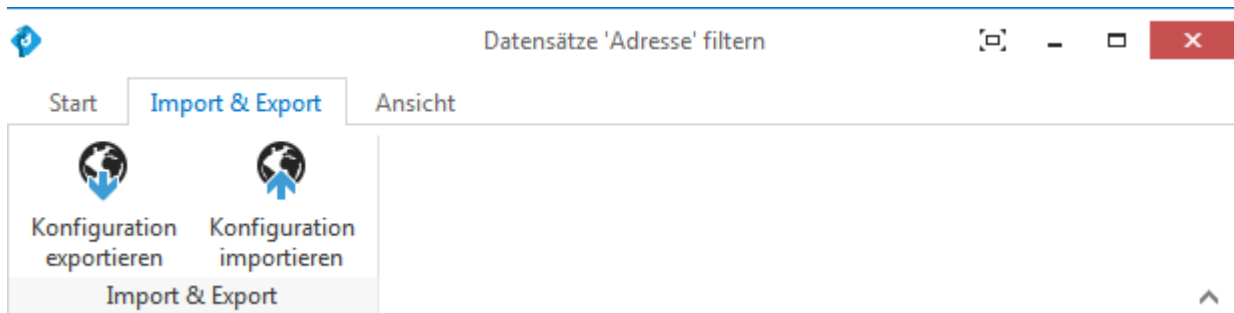 Datensätze 'Adresse' filtern
Start Import & Export Ansicht
Konfiguration exportieren
Konfiguration importieren
Import & Export